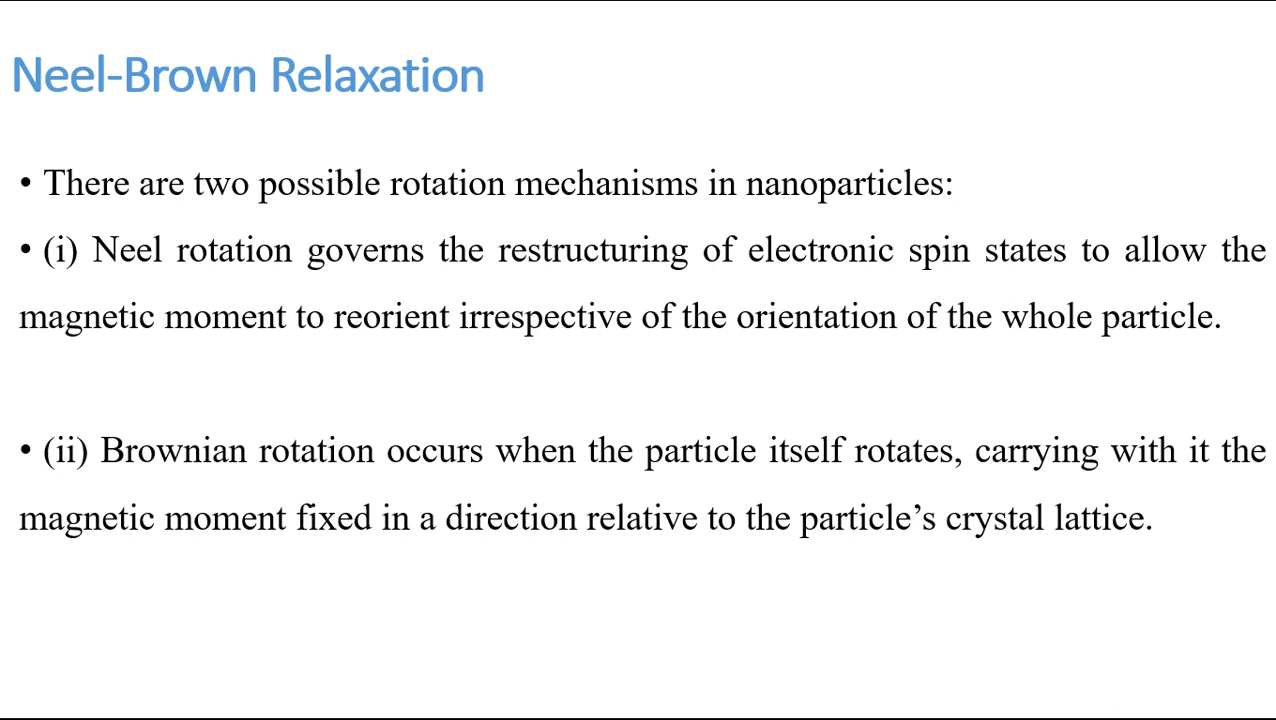 Neel-Brown Relaxation
• There are two possible rotation mechanisms in nanoparticles:
• (i) Neel rotation governs the restructuring of electronic spin states to allow the
magnetic moment to reorient irrespective of the orientation of the whole particle.
• (ii) Brownian rotation occurs when the particle itself rotates, carrying with it the
magnetic moment fixed in a direction relative to the particle’s crystal lattice.